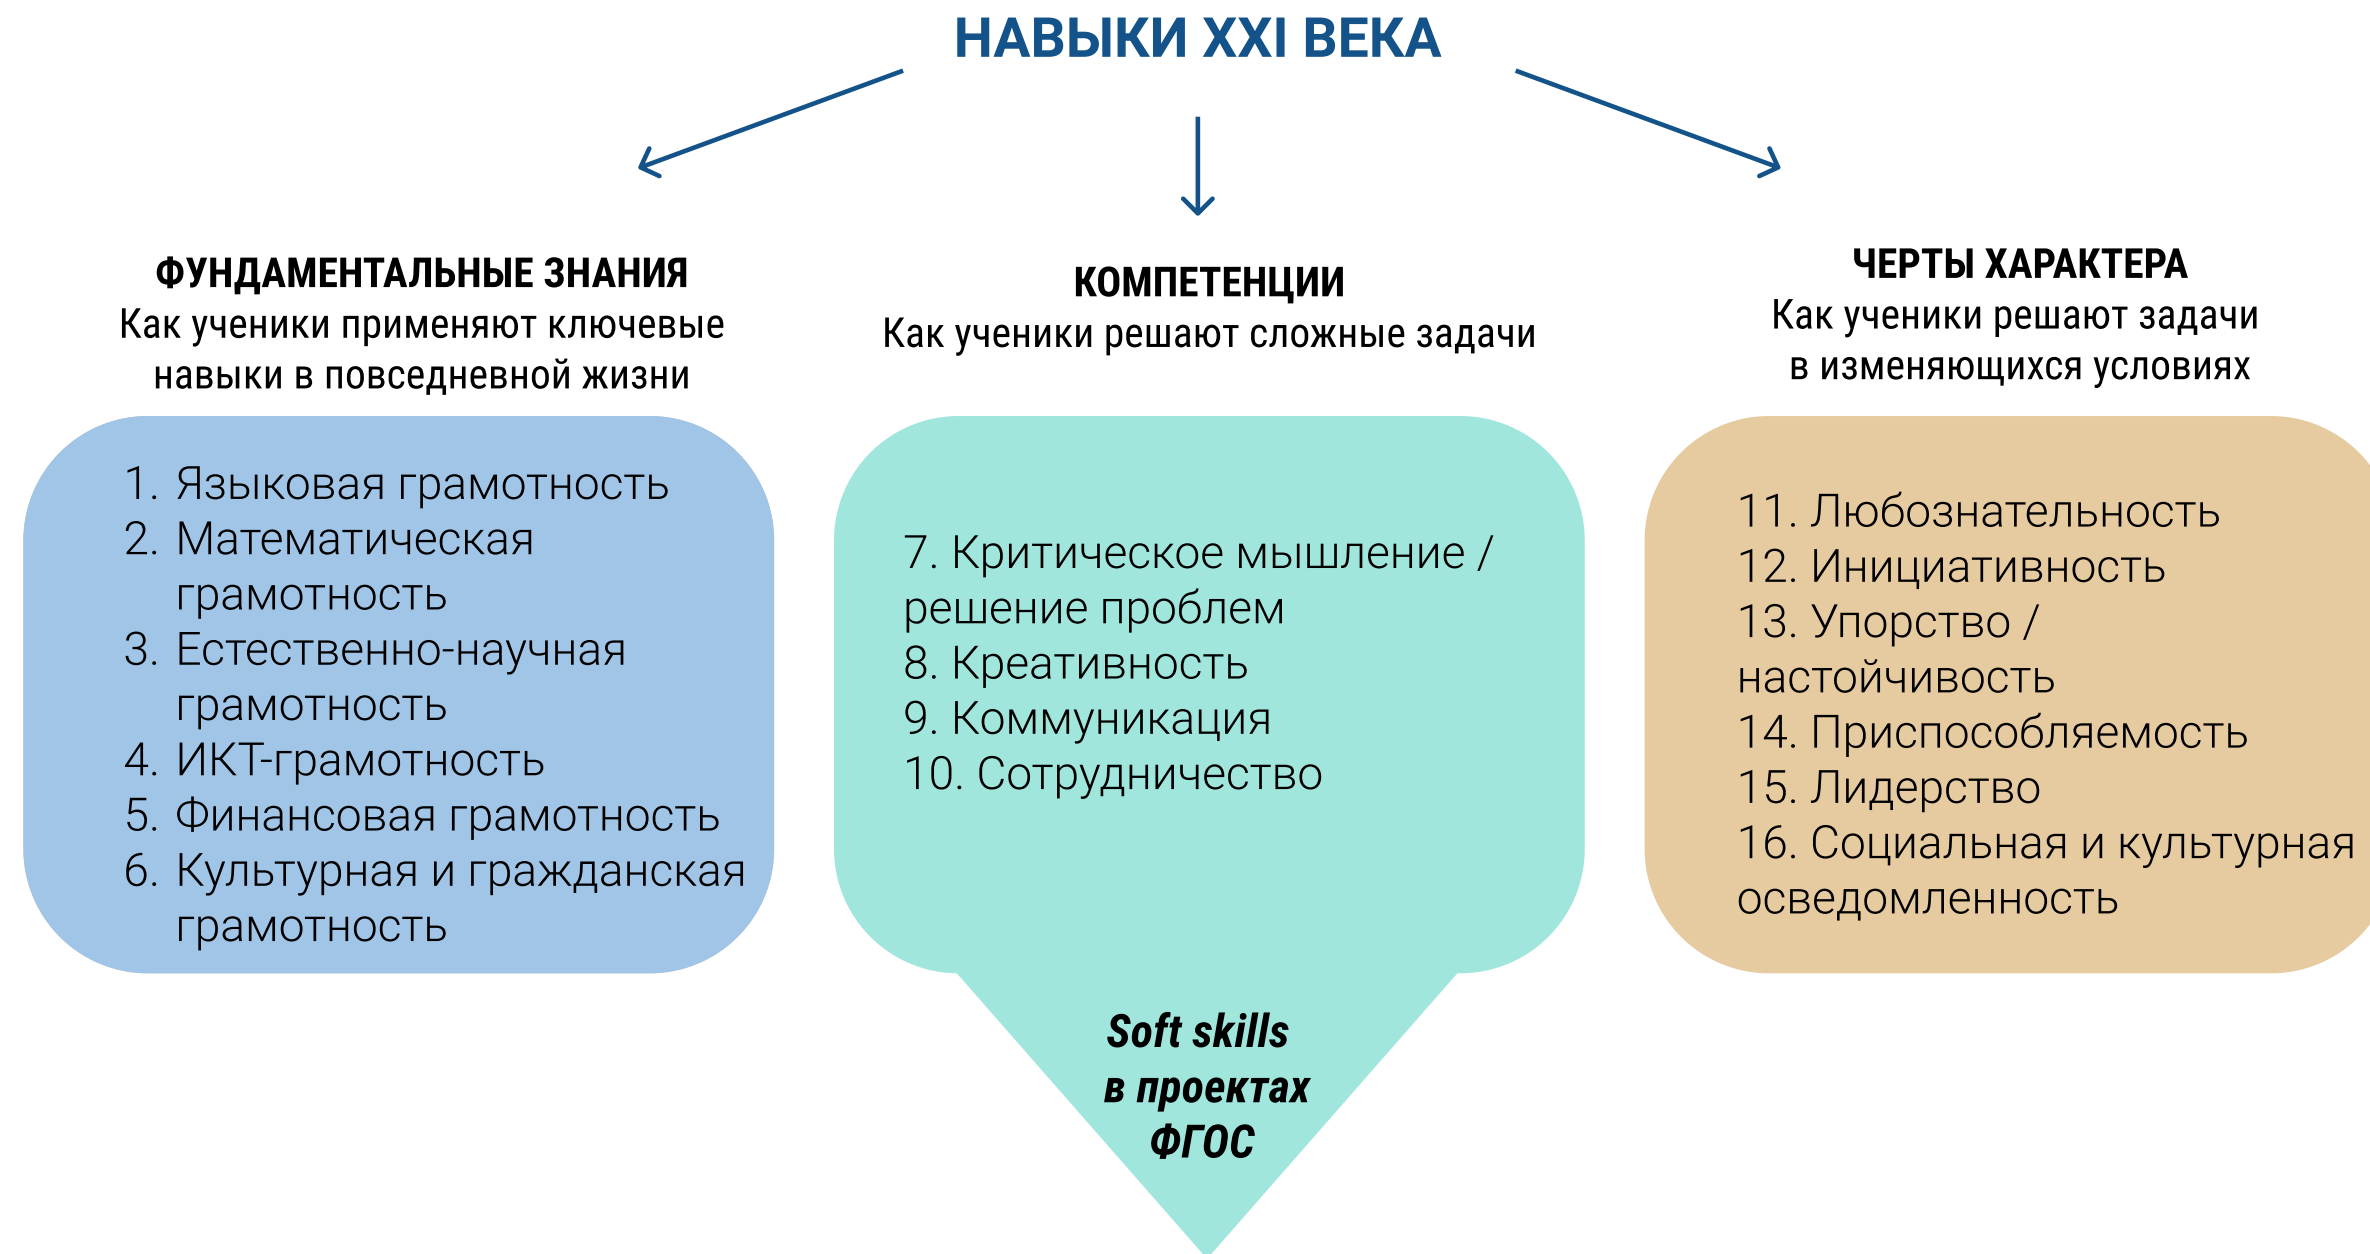 НАВЫКИ XXI ВЕКА
ФУНДАМЕНТАЛЬНЫЕ ЗНАНИЯ
Как ученики применяют ключевые
навыки в повседневной жизни
1. Языковая грамотность
2. Математическая
грамотность
3. Естественно-научная
грамотность
4. ИКТ-грамотность
5. Финансовая грамотность
6. Культурная и гражданская
грамотность
КОМПЕТЕНЦИИ
Как ученики решают сложные задачи
7. Критическое мышление /
решение проблем
8. Креативность
9. Коммуникация
10. Сотрудничество
Soft skills
в проектах
ФГОС
ЧЕРТЫ ХАРАКТЕРА
Как ученики решают задачи
в изменяющихся условиях
11. Любознательность
12. Инициативность
13. Упорство /
настойчивость
14. Приспособляемость
15. Лидерство
16. Социальная и культурная
осведомленность